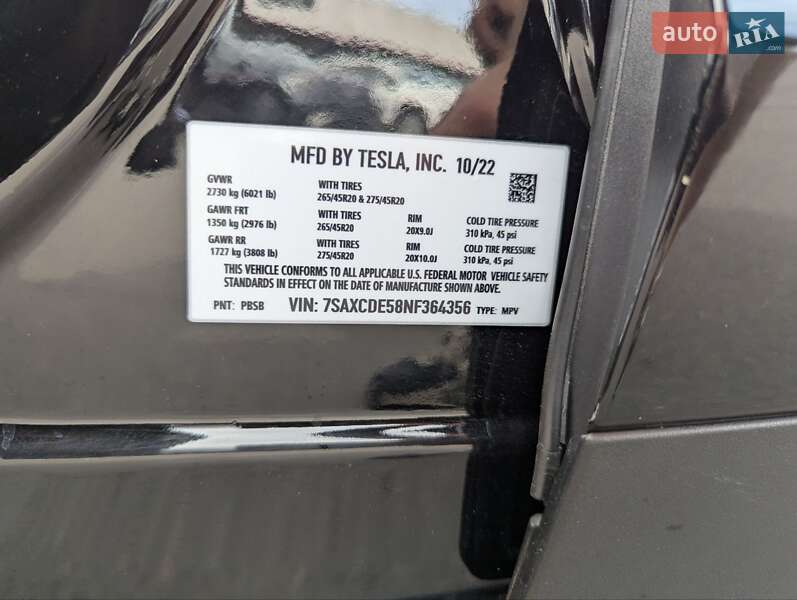 auto RIA .com
MFD BY TESLA, INC. 10/22
GVWR WITH TIRES
2730 kg (6021 lb) 265/45R20 & 275/45R20
GAWR FRT WITH TIRES RIM COLD TIRE PRESSURE
1350 kg (2976 lb) 265/45R20 20X9.0J 310 kPa, 45 psi
GAWR RR WITH TIRES RIM COLD TIRE PRESSURE
1727 kg (3808 lb) 275/45R20 20X10.0J 310 kPa, 45 psi
THIS VEHICLE CONFORMS TO ALL APPLICABLE U.S. FEDERAL MOTOR VEHICLE SAFETY
STANDARDS IN EFFECT ON THE DATE OF MANUFACTURE SHOWN ABOVE.
PNT: PBSB VIN: 7SAXCDE58NF364356 TYPE: MPV